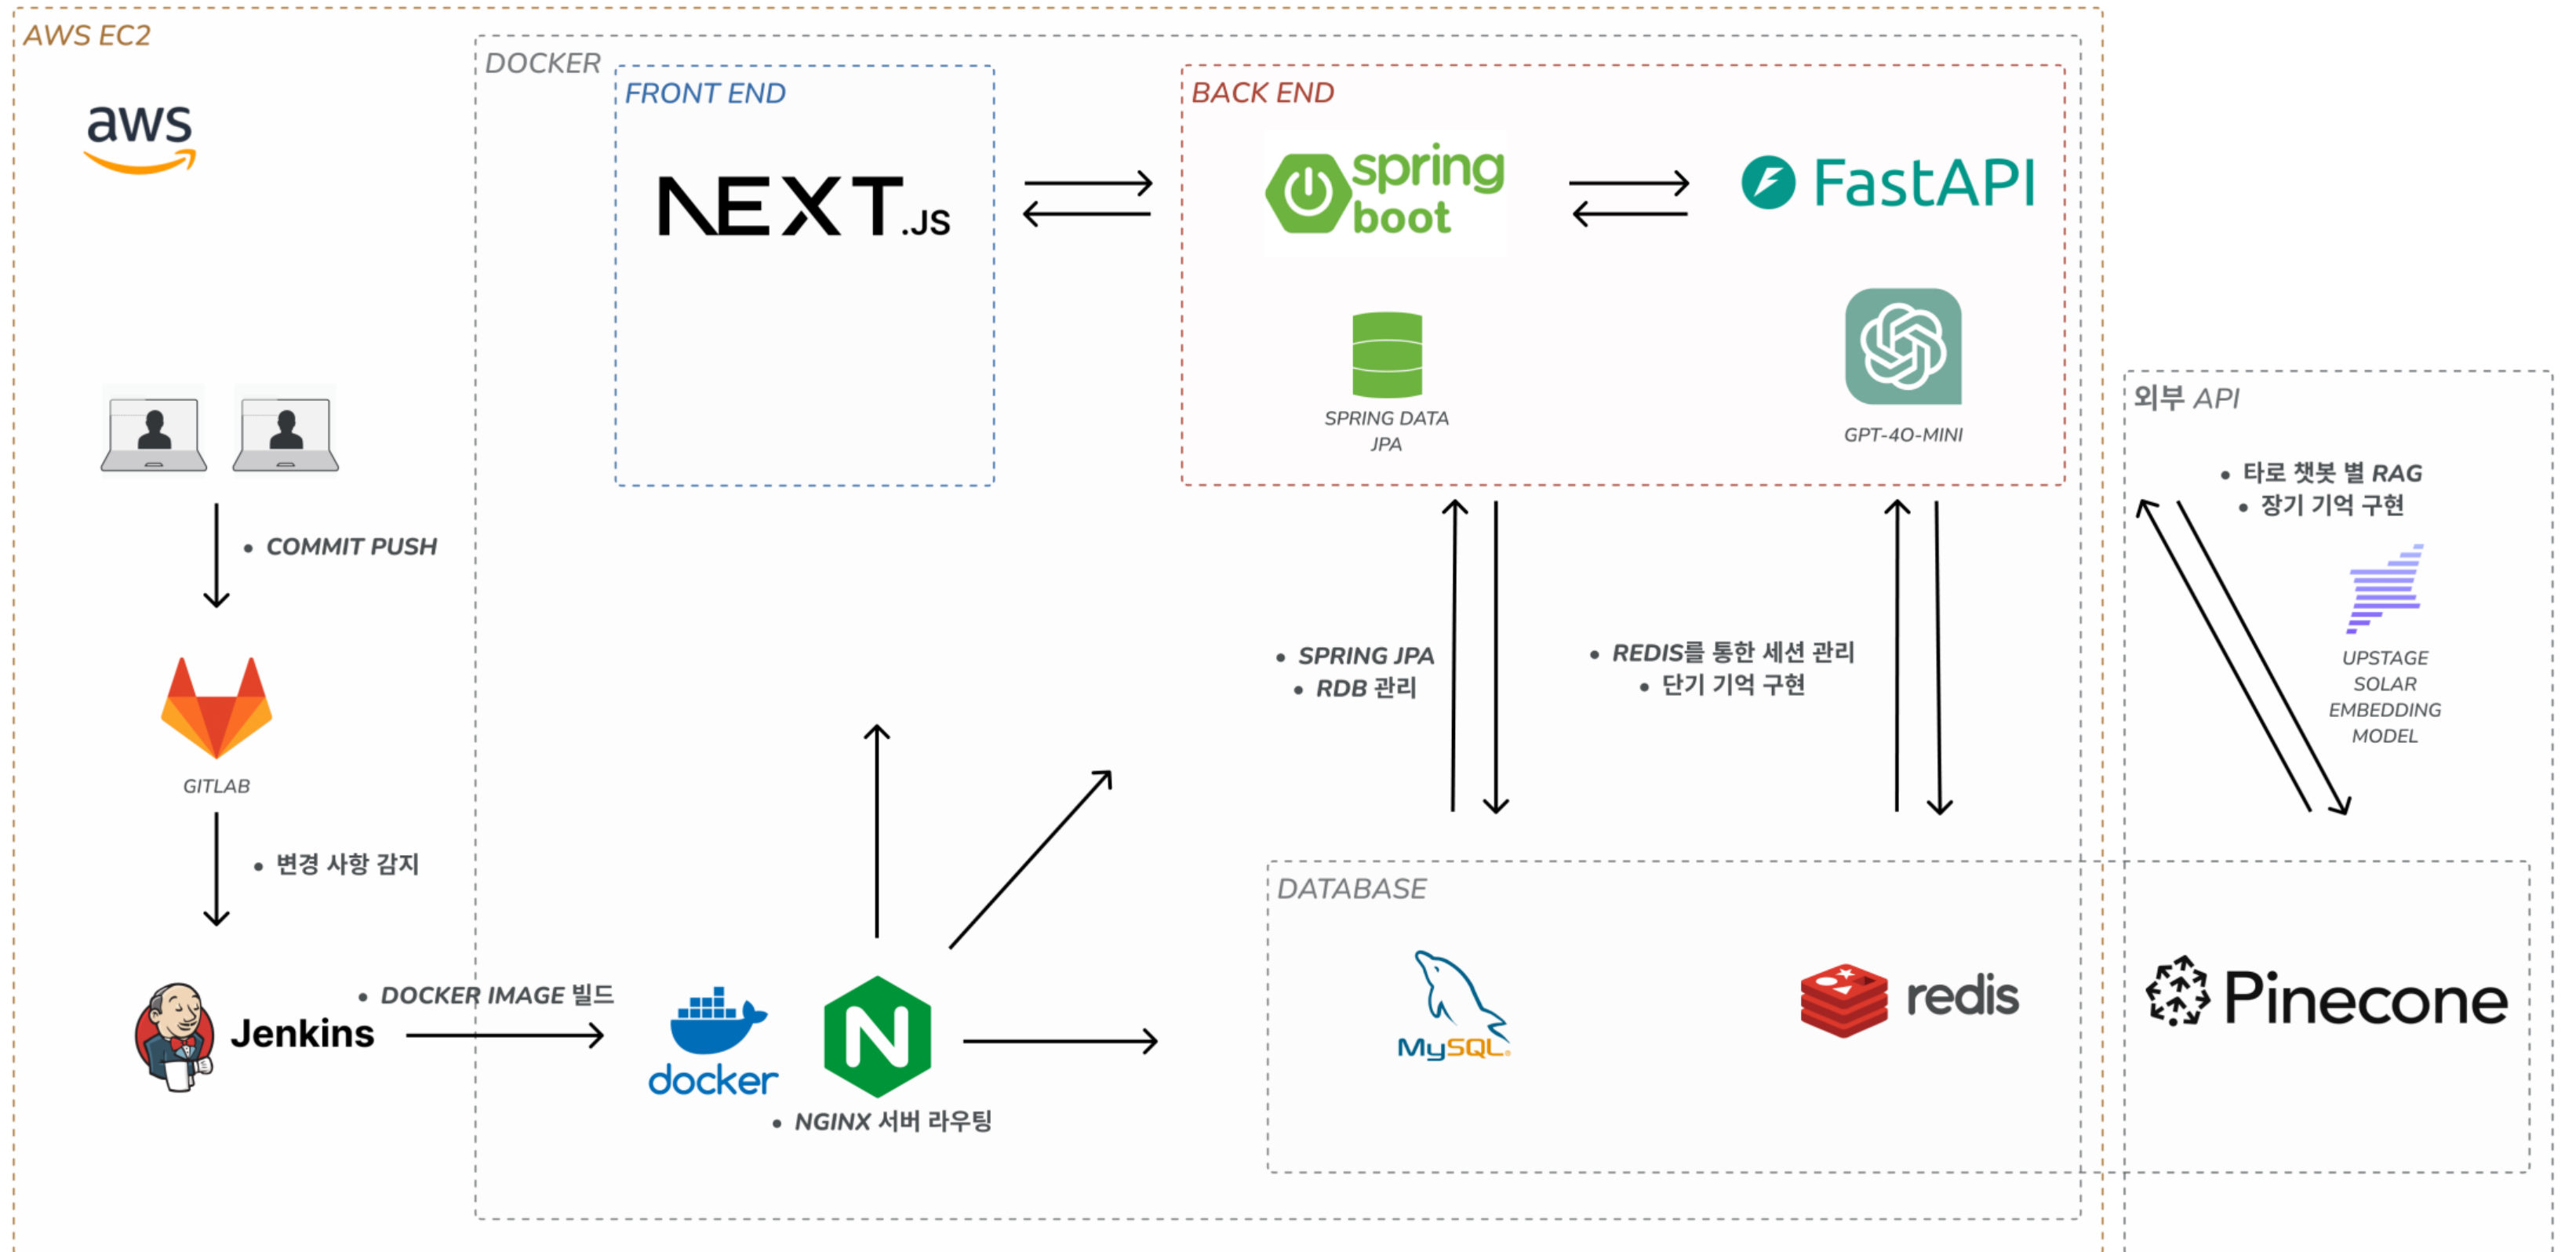 AWS EC2
DOCKER
FRONT END
BACK END
aws
NEXT.JS
spring
boot
FastAPI
SPRING DATA
JPA
GPT-4O-MINI
외부 API
• 타로 챗봇 별 RAG
• 장기 기억 구현
UPSTAGE
SOLAR
EMBEDDING
MODEL
• COMMIT PUSH
GITLAB
• 변경 사항 감지
Jenkins
• DOCKER IMAGE 빌드
docker
N
• NGINX 서버 라우팅
• SPRING JPA
• RDB 관리
• REDIS를 통한 세션 관리
• 단기 기억 구현
DATABASE
MySQL®
redis
Pinecone